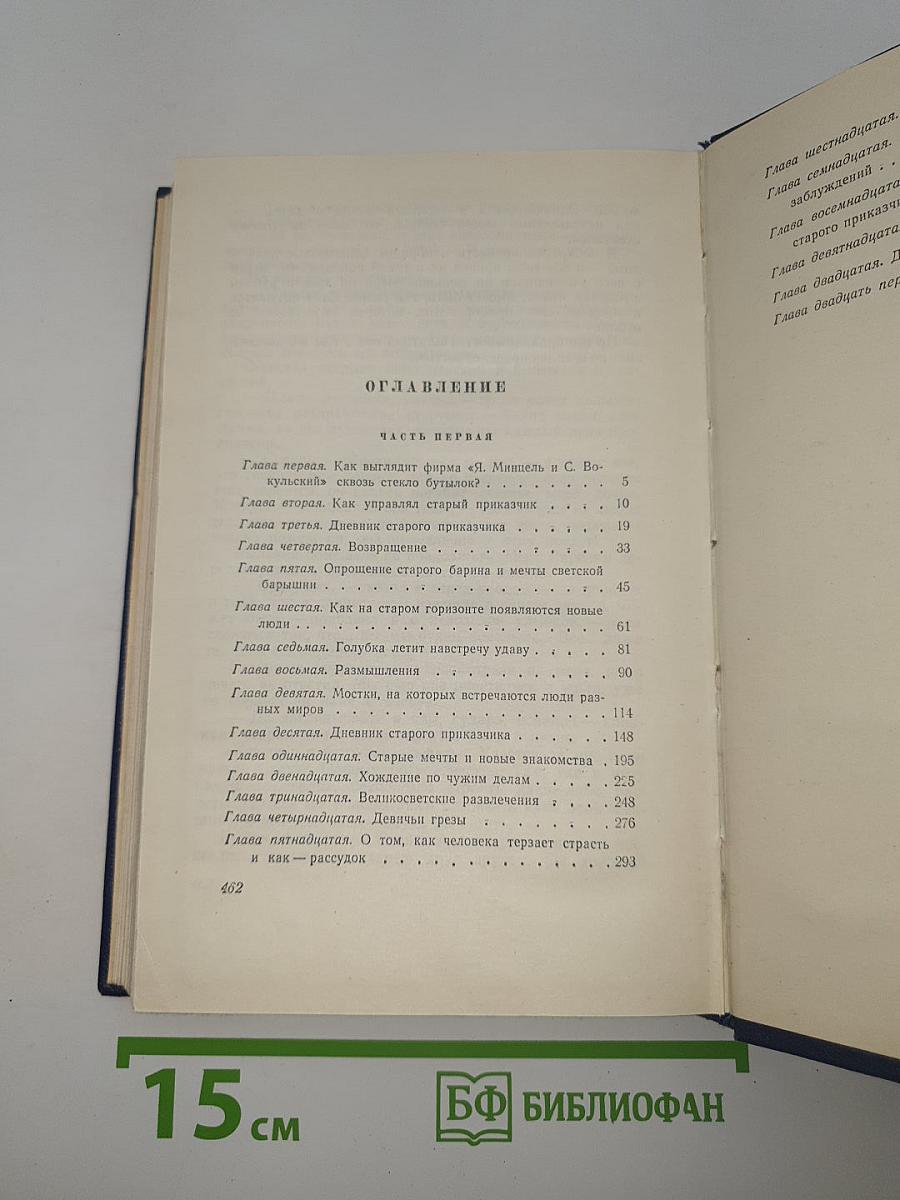 ОГЛАВЛЕНИЕ
ЧАСТЬ ПЕРВАЯ
Глава первая. Как выглядит фирма «Я. Минцель и С. Во-
кульский» сквозь стекло бутылок? . . . . . . . . 5
Глава вторая. Как управлял старый приказчик . . . . 10
Глава третья. Дневник старого приказчика . . . . . 19
Глава четвертая. Возвращение . . . . . . . . . . 33
Глава пятая. Опрощение старого барина и мечты светской
барышни . . . . . . . . . . . . . . . . . 45
Глава шестая. Как на старом горизонте появляются новые
люди . . . . . . . . . . . . . . . . . . . 61
Глава седьмая. Голубка летит навстречу удаву . . . . . 81
Глава восьмая. Размышления . . . . . . . . . . . 90
Глава девятая. Мостки, на которых встречаются люди раз-
ных миров . . . . . . . . . . . . . . . . . 114
Глава десятая. Дневник старого приказчика . . . . . . 148
Глава одиннадцатая. Старые мечты и новые знакомства . 195
Глава двенадцатая. Хождение по чужим делам . . . . . 225
Глава тринадцатая. Великосветские развлечения . . . . 248
Глава четырнадцатая. Девичьи грезы . . . . . . . . 276
Глава пятнадцатая. О том, как человека терзает страсть
и как — рассудок . . . . . . . . . . . . . . 293
462
Глава шестнадцатая.
Глава семнадцатая.
заблуждений . .
Глава восемнадцата
старого приказчи
Глава девятнадцата
Глава двадцатая. Д
Глава двадцать пер
15 см
БФ БИБЛИОФАН